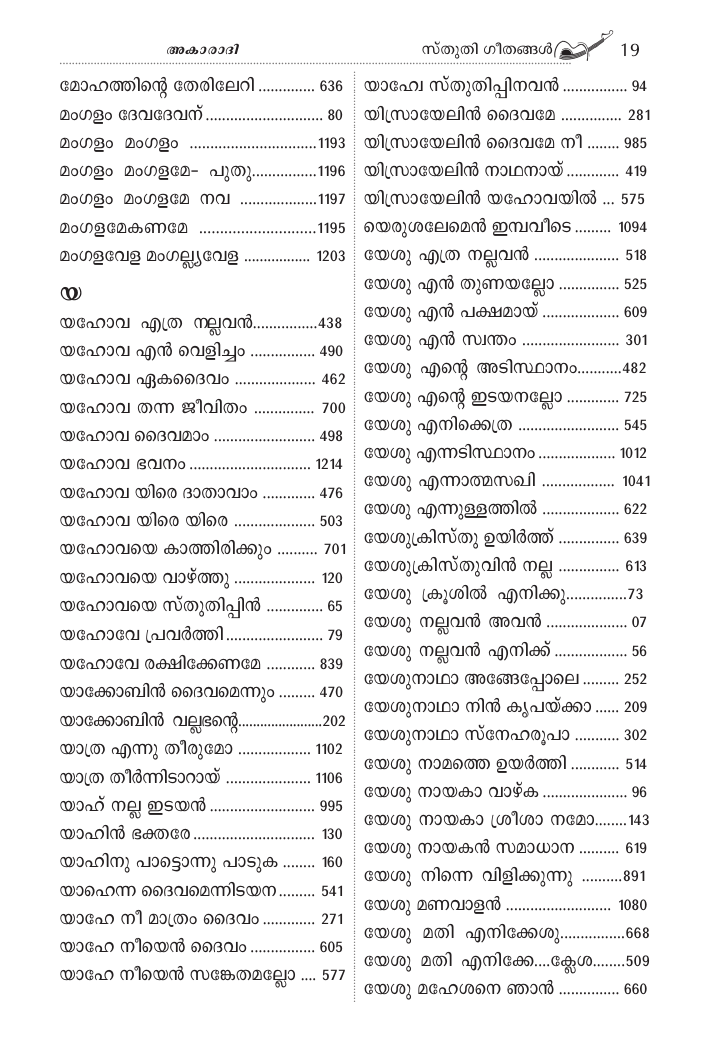 അകാരാദി
സ്തുതി ഗീതങ്ങൾ 19
മോഹത്തിന്റെ തേരിലേറി .............. 636
മംഗളം ദേവദേവന് ............................. 80
മംഗളം മംഗളം ...............................1193
മംഗളം മംഗളമേ- പുതു................1196
മംഗളം മംഗളമേ നവ ...................1197
മംഗളമേകണമേ .............................1195
മംഗളവേള മംഗല്ല്യവേള ................. 1203
യ
യഹോവ എത്ര നല്ലവൻ................438
യഹോവ എൻ വെളിച്ചം ................ 490
യഹോവ ഏകദൈവം .................... 462
യഹോവ തന്ന ജീവിതം ............... 700
യഹോവ ദൈവമാം ......................... 498
യഹോവ ഭവനം .............................. 1214
യഹോവ യിരെ ദാതാവാം ............. 476
യഹോവ യിരെ യിരെ .................... 503
യഹോവയെ കാത്തിരിക്കും .......... 701
യഹോവയെ വാഴ്ത്തു .................... 120
യഹോവയെ സ്തുതിപ്പിൻ .............. 65
യഹോവേ പ്രവർത്തി ........................ 79
യഹോവേ രക്ഷിക്കേണമേ ............ 839
യാക്കോബിൻ ദൈവമെന്നും ......... 470
യാക്കോബിൻ വല്ലഭന്റെ.......................202
യാത്ര എന്നു തീരുമോ .................. 1102
യാത്ര തീർന്നിടാറായ് ..................... 1106
യാഹ് നല്ല ഇടയൻ .......................... 995
യാഹിൻ ഭക്തരേ .............................. 130
യാഹിനു പാട്ടൊന്നു പാടുക ........ 160
യാഹെന്ന ദൈവമെന്നിടയന ......... 541
യാഹേ നീ മാത്രം ദൈവം ............. 271
യാഹേ നീയെൻ ദൈവം ................ 605
യാഹേ നീയെൻ സങ്കേതമല്ലോ .... 577
യാഹ്വേ സ്തുതിപ്പിനവൻ ................ 94
യിസ്രായേലിൻ ദൈവമേ ............... 281
യിസ്രായേലിൻ ദൈവമേ നീ ........ 985
യിസ്രായേലിൻ നാഥനായ് ............. 419
യിസ്രായേലിൻ യഹോവയിൽ ... 575
യെരുശലേമെൻ ഇമ്പവീടെ ......... 1094
യേശു എത്ര നല്ലവൻ ..................... 518
യേശു എൻ തുണയല്ലോ ............... 525
യേശു എൻ പക്ഷമായ് ................... 609
യേശു എൻ സ്വന്തം ........................ 301
യേശു എന്റെ അടിസ്ഥാനം...........482
യേശു എന്റെ ഇടയനല്ലോ ............. 725
യേശു എനിക്കെത്ര ......................... 545
യേശു എന്നടിസ്ഥാനം ................... 1012
യേശു എന്നാത്മസഖി .................. 1041
യേശു എന്നുള്ളത്തിൽ ................... 622
യേശുക്രിസ്തു ഉയിർത്ത് ............... 639
യേശുക്രിസ്തുവിൻ നല്ല ................ 613
യേശു ക്രൂശിൽ എനിക്കു...............73
യേശു നല്ലവൻ അവൻ .................... 07
യേശു നല്ലവൻ എനിക്ക് .................. 56
യേശുനാഥാ അങ്ങേപ്പോലെ ......... 252
യേശുനാഥാ നിൻ കൃപയ്ക്കാ ...... 209
യേശുനാഥാ സ്നേഹരൂപാ ........... 302
യേശു നാമത്തെ ഉയർത്തി ............ 514
യേശു നായകാ വാഴ്ക ..................... 96
യേശു നായകാ ശ്രീശാ നമോ........143
യേശു നായകൻ സമാധാന .......... 619
യേശു നിന്നെ വിളിക്കുന്നു ..........891
യേശു മണവാളൻ .......................... 1080
യേശു മതി എനിക്കേശു................668
യേശു മതി എനിക്കേ....ക്ലേശ........509
യേശു മഹേശനെ ഞാൻ ............... 660